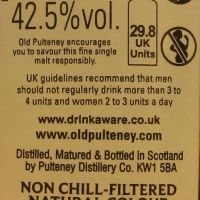 42.5%vol.
29.8
UK
Units
Old Pulteney encourages
you to savour this fine single
malt responsibly.
UK guidelines recommend that men
should not regularly drink more than 3 to
4 units and women 2 to 3 units a day
www.drinkaware.co.uk
www.oldpulteney.com
Distilled, Matured & Bottled in Scotland
by Pulteney Distillery Co. KW1 5BA
NON CHILL-FILTERED
NATURAL COLOUR